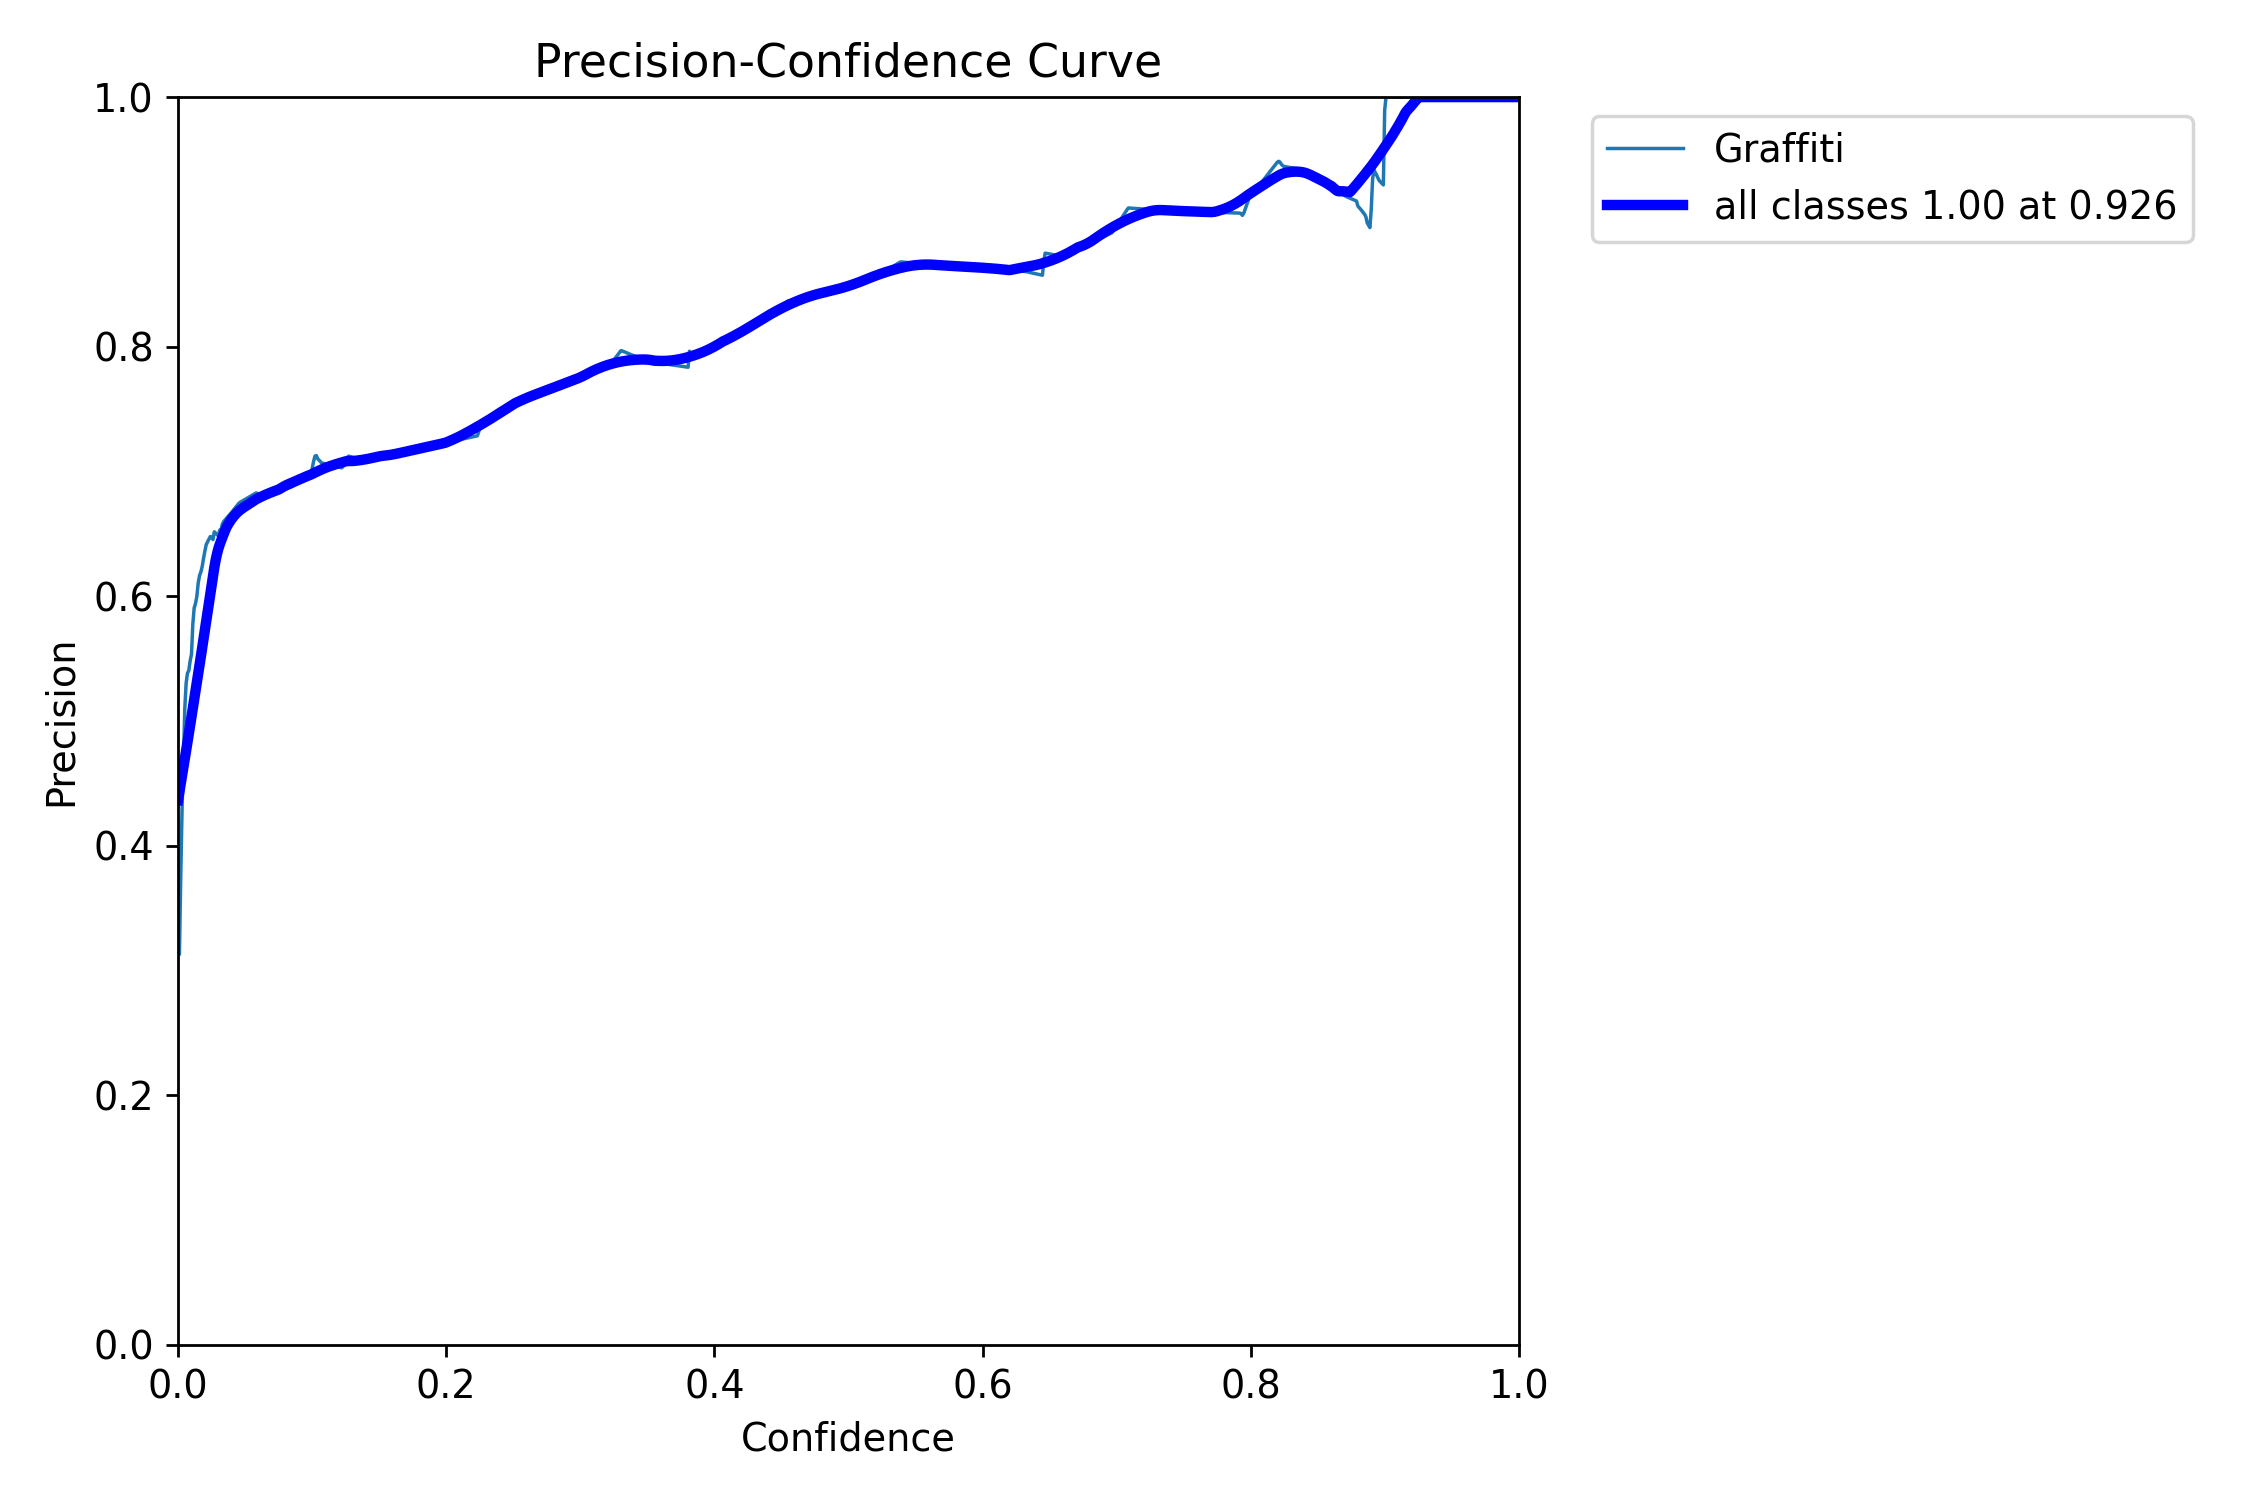 Precision-Confidence Curve
1.0
0.8
0.6
0.4
0.2
0.0
Precision
0.0 0.2 0.4 0.6 0.8 1.0
Confidence
Graffiti
all classes 1.00 at 0.926